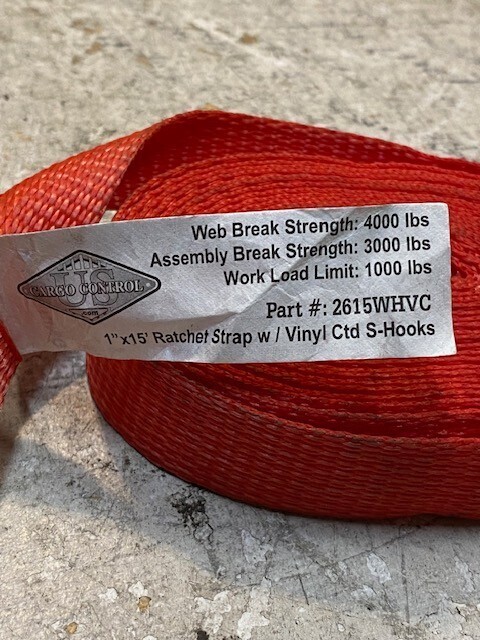 Web Break Strength: 4000 lbs
Assembly Break Strength: 3000 lbs
Work Load Limit: 1000 lbs
US
CARGO CONTROL
.com
Part #: 2615WHVC
1"x15' Ratchet Strap w / Vinyl Ctd S-Hooks